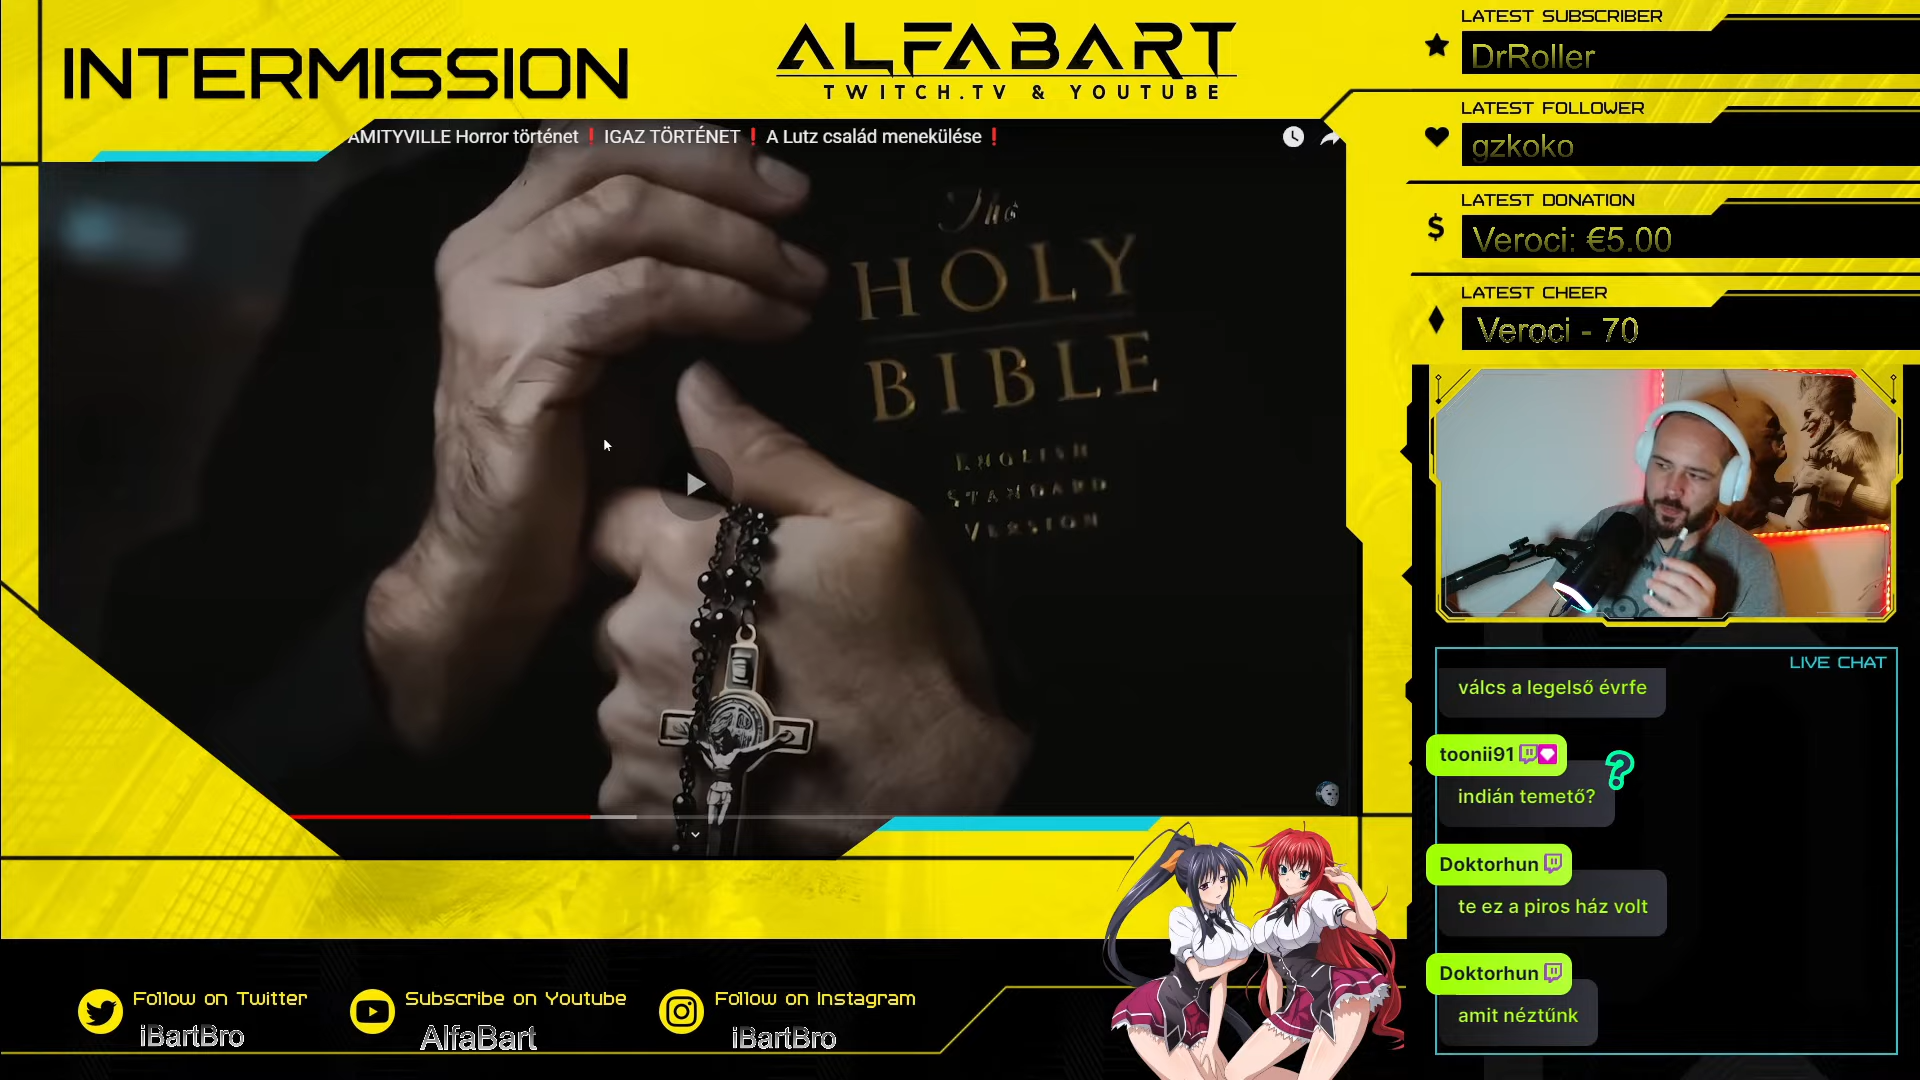 INTERMISSION
ALFABART
TWITCH.TV & YOUTUBE
AMITYVILLE Horror történet❗ IGAZ TÖRTÉNET❗ A Lutz család menekülése❗
The
HOLY
BIBLE
ENGLISH
STANDARD
VERSION
LATEST SUBSCRIBER
DrRoller
LATEST FOLLOWER
gzkoko
LATEST DONATION
Veroci: €5.00
LATEST CHEER
Veroci - 70
LIVE CHAT
válcs a legelső évrfe
toonii91
indián temető?
Doktorhun
te ez a piros ház volt
Doktorhun
amit néztűnk
Follow on Twitter
iBartBro
Subscribe on Youtube
AlfaBart
Follow on Instagram
iBartBro